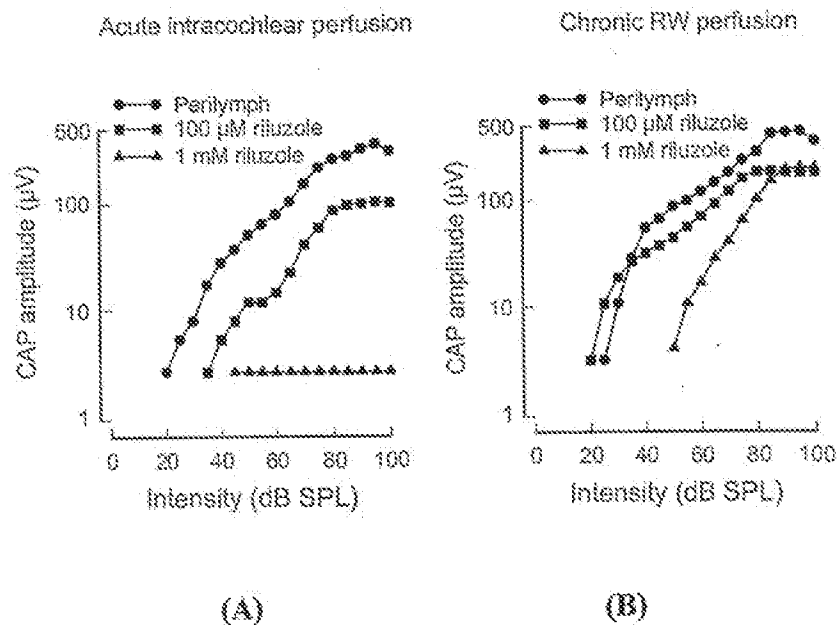 Acute intracochlear perfusion
Perilymph
100 µM riluzole
1 mM riluzole
500
100
10
1
CAP amplitude (µV)
0 20 40 60 80 100
Intensity (dB SPL)
(A)
Chronic RW perfusion
Perilymph
100 µM riluzole
1 mM riluzole
500
100
10
1
CAP amplitude (µV)
0 20 40 60 80 100
Intensity (dB SPL)
(B)